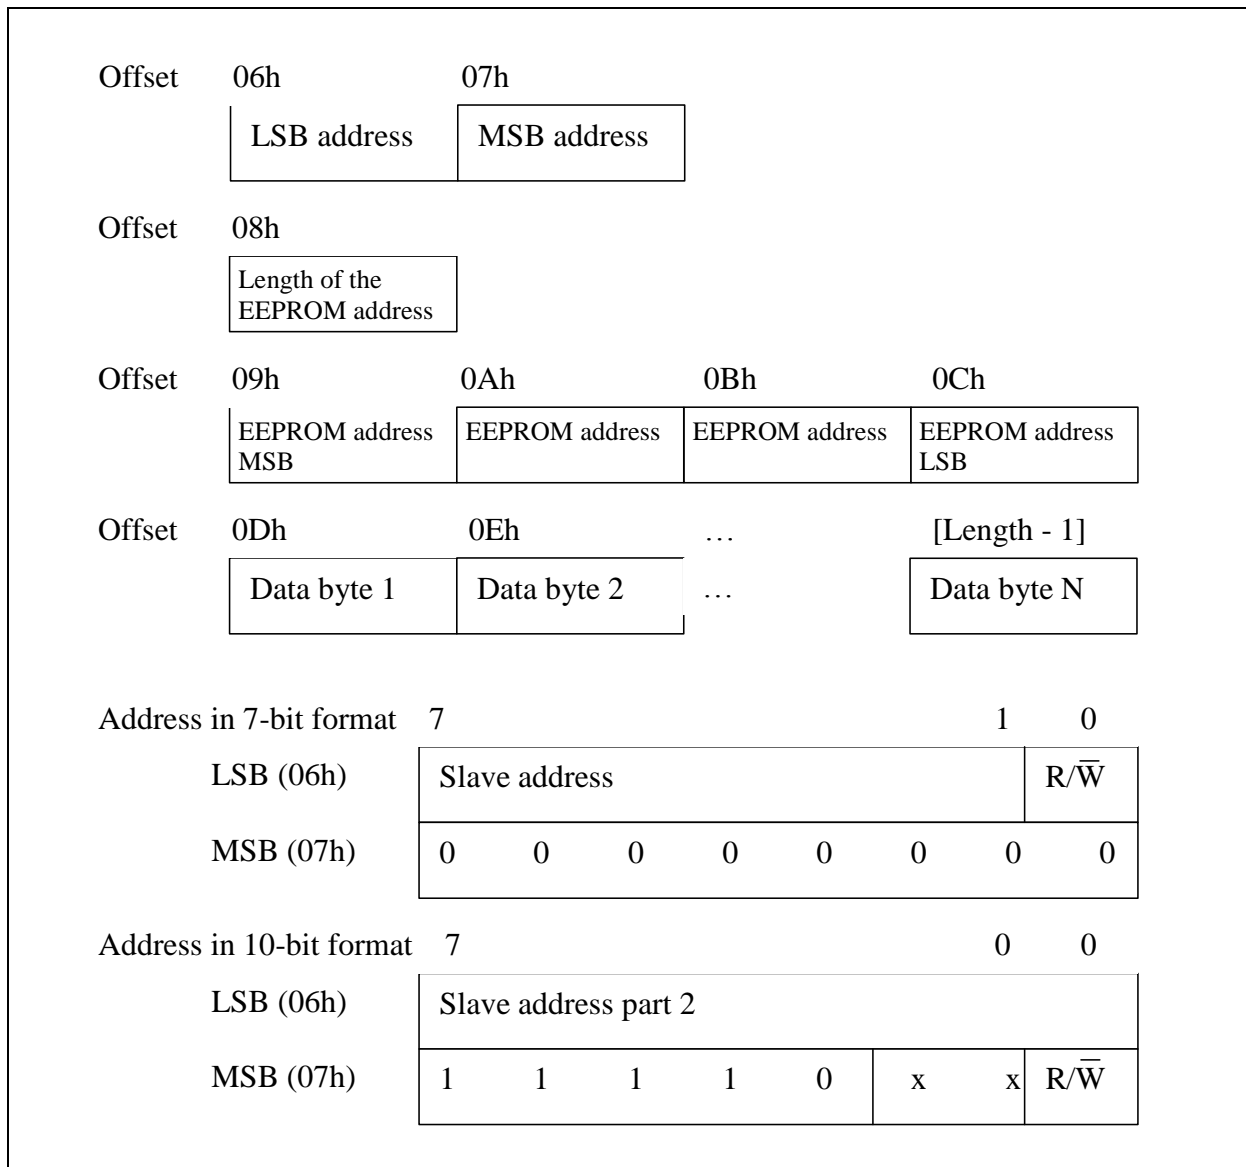 Offset 06h 07h
LSB address MSB address
Offset 08h
Length of the
EEPROM address
Offset 09h 0Ah 0Bh 0Ch
EEPROM address EEPROM address EEPROM address EEPROM address
MSB LSB
Offset 0Dh 0Eh … [Length - 1]
Data byte 1 Data byte 2 … Data byte N
Address in 7-bit format 7 1 0
LSB (06h) Slave address R/W̅
MSB (07h) 0 0 0 0 0 0 0 0
Address in 10-bit format 7 0 0
LSB (06h) Slave address part 2
MSB (07h) 1 1 1 1 0 x x R/W̅